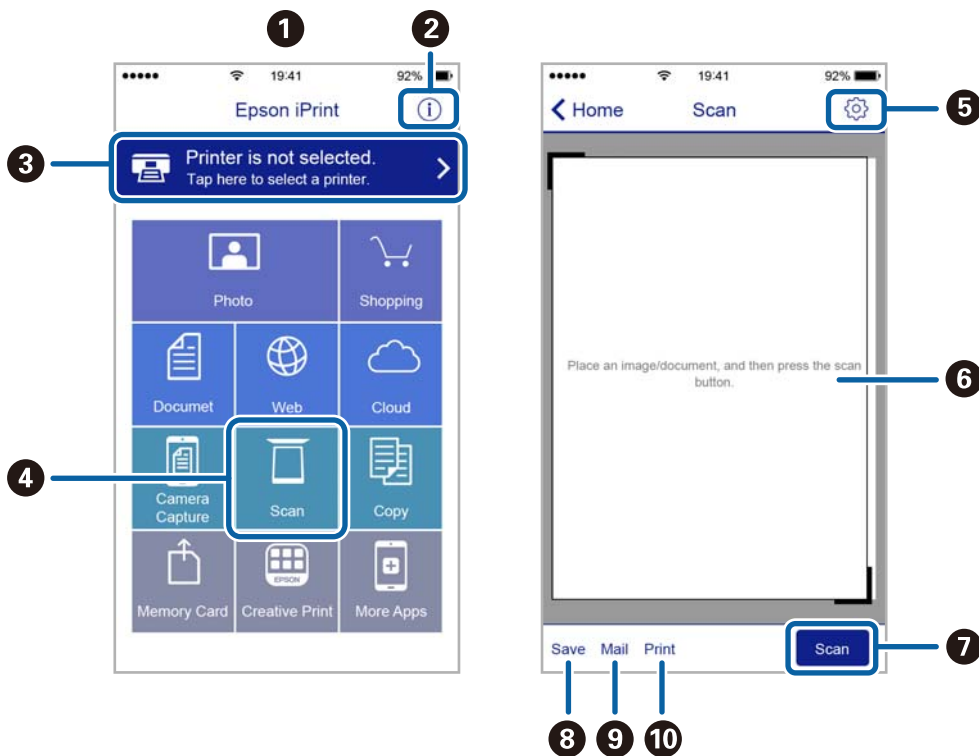 1 2
19:41 92%
Epson iPrint i
3
Printer is not selected.
Tap here to select a printer.
Photo Shopping
Documet Web Cloud
4
Camera
Capture
Scan Copy
EPSON
Memory Card Creative Print More Apps
19:41 92%
Home Scan
5
Place an image/document, and then press the scan
button.
6
Save Mail Print Scan
7
8 9 10